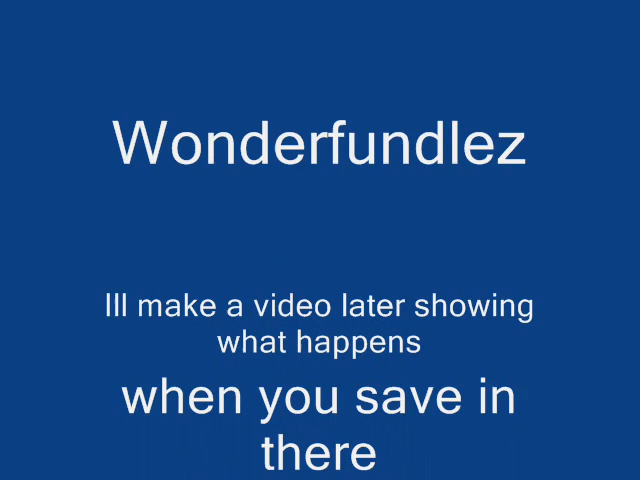 Wonderfundlez
Ill make a video later showing
what happens
when you save in
there